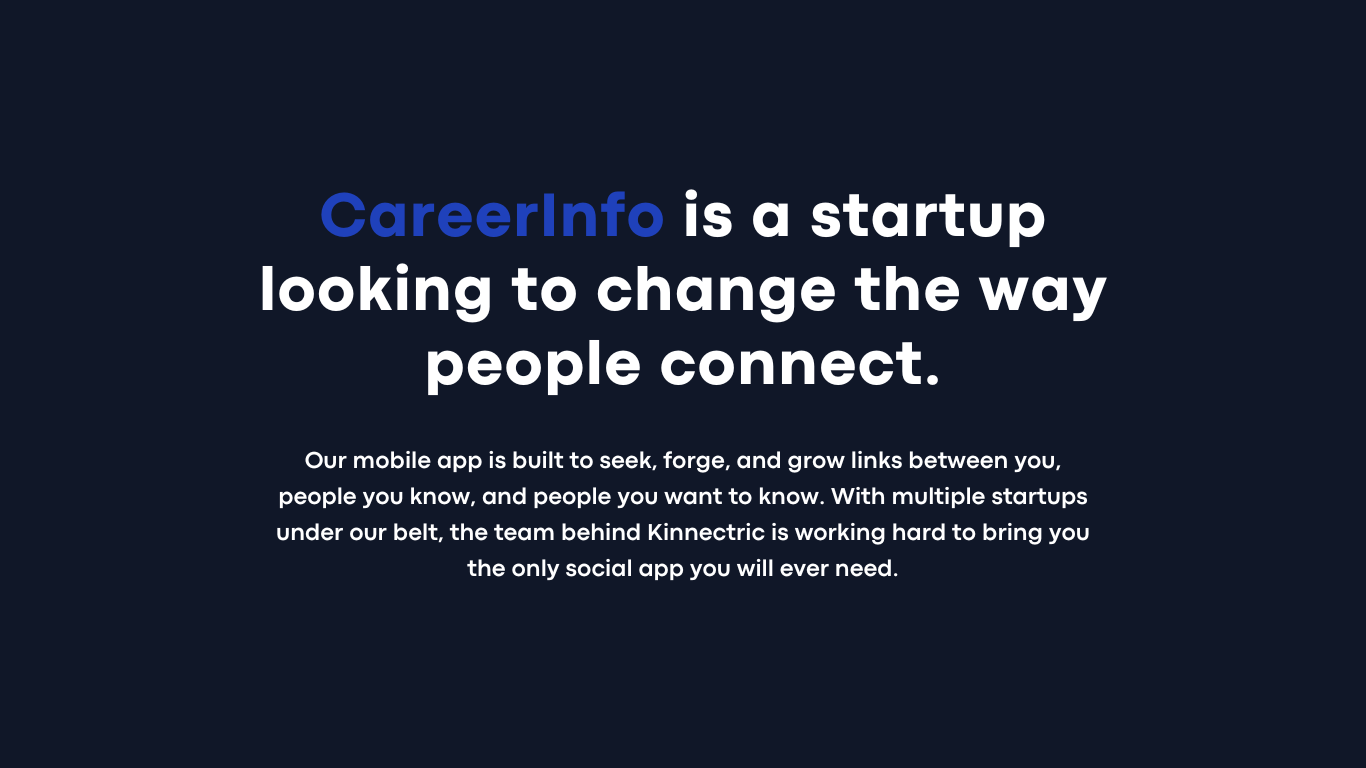 CareerInfo is a startup
looking to change the way
people connect.
Our mobile app is built to seek, forge, and grow links between you,
people you know, and people you want to know. With multiple startups
under our belt, the team behind Kinnectric is working hard to bring you
the only social app you will ever need.